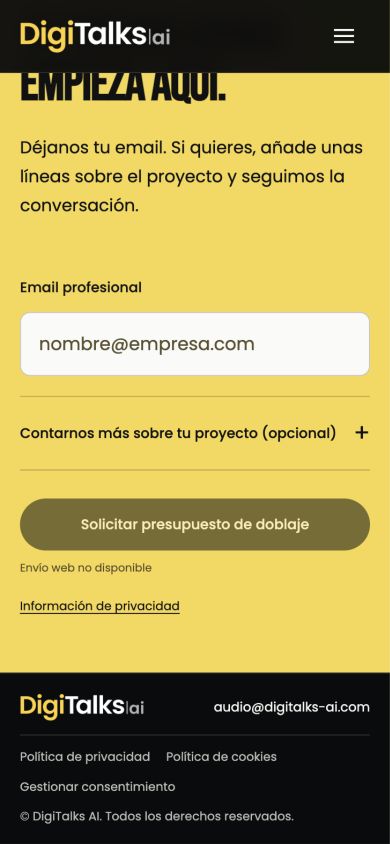 DigiTalks|ai
EMPIEZA AQUÍ.
Déjanos tu email. Si quieres, añade unas
líneas sobre el proyecto y seguimos la
conversación.
Email profesional
nombre@empresa.com
Contarnos más sobre tu proyecto (opcional) +
Solicitar presupuesto de doblaje
Envío web no disponible
Información de privacidad
DigiTalks|ai audio@digitalks-ai.com
Política de privacidad Política de cookies
Gestionar consentimiento
© DigiTalks AI. Todos los derechos reservados.